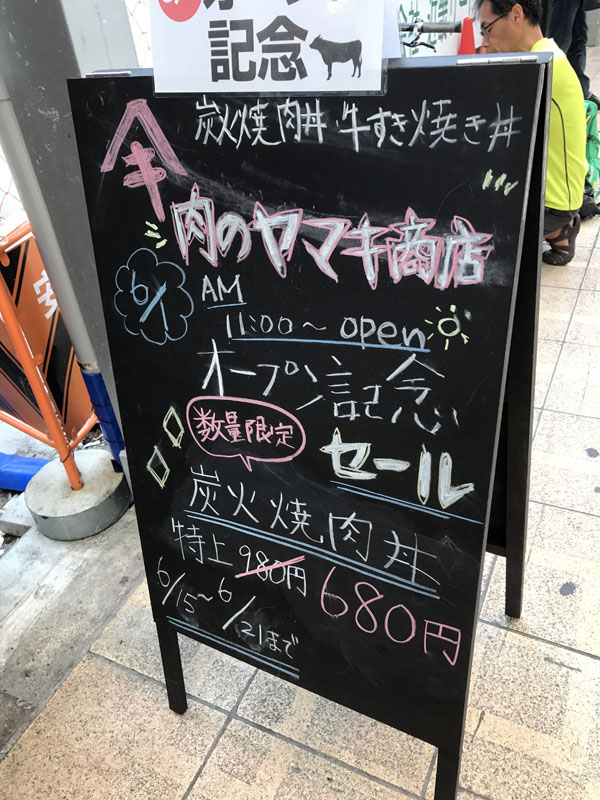 記念
炭火焼肉丼 牛すき焼き丼
キ
肉のヤマキ商店
6/1
AM
11:00〜open
オープン記念
数量限定
セール
炭火焼肉丼
特上 980円 680円
6/15〜6/21まで